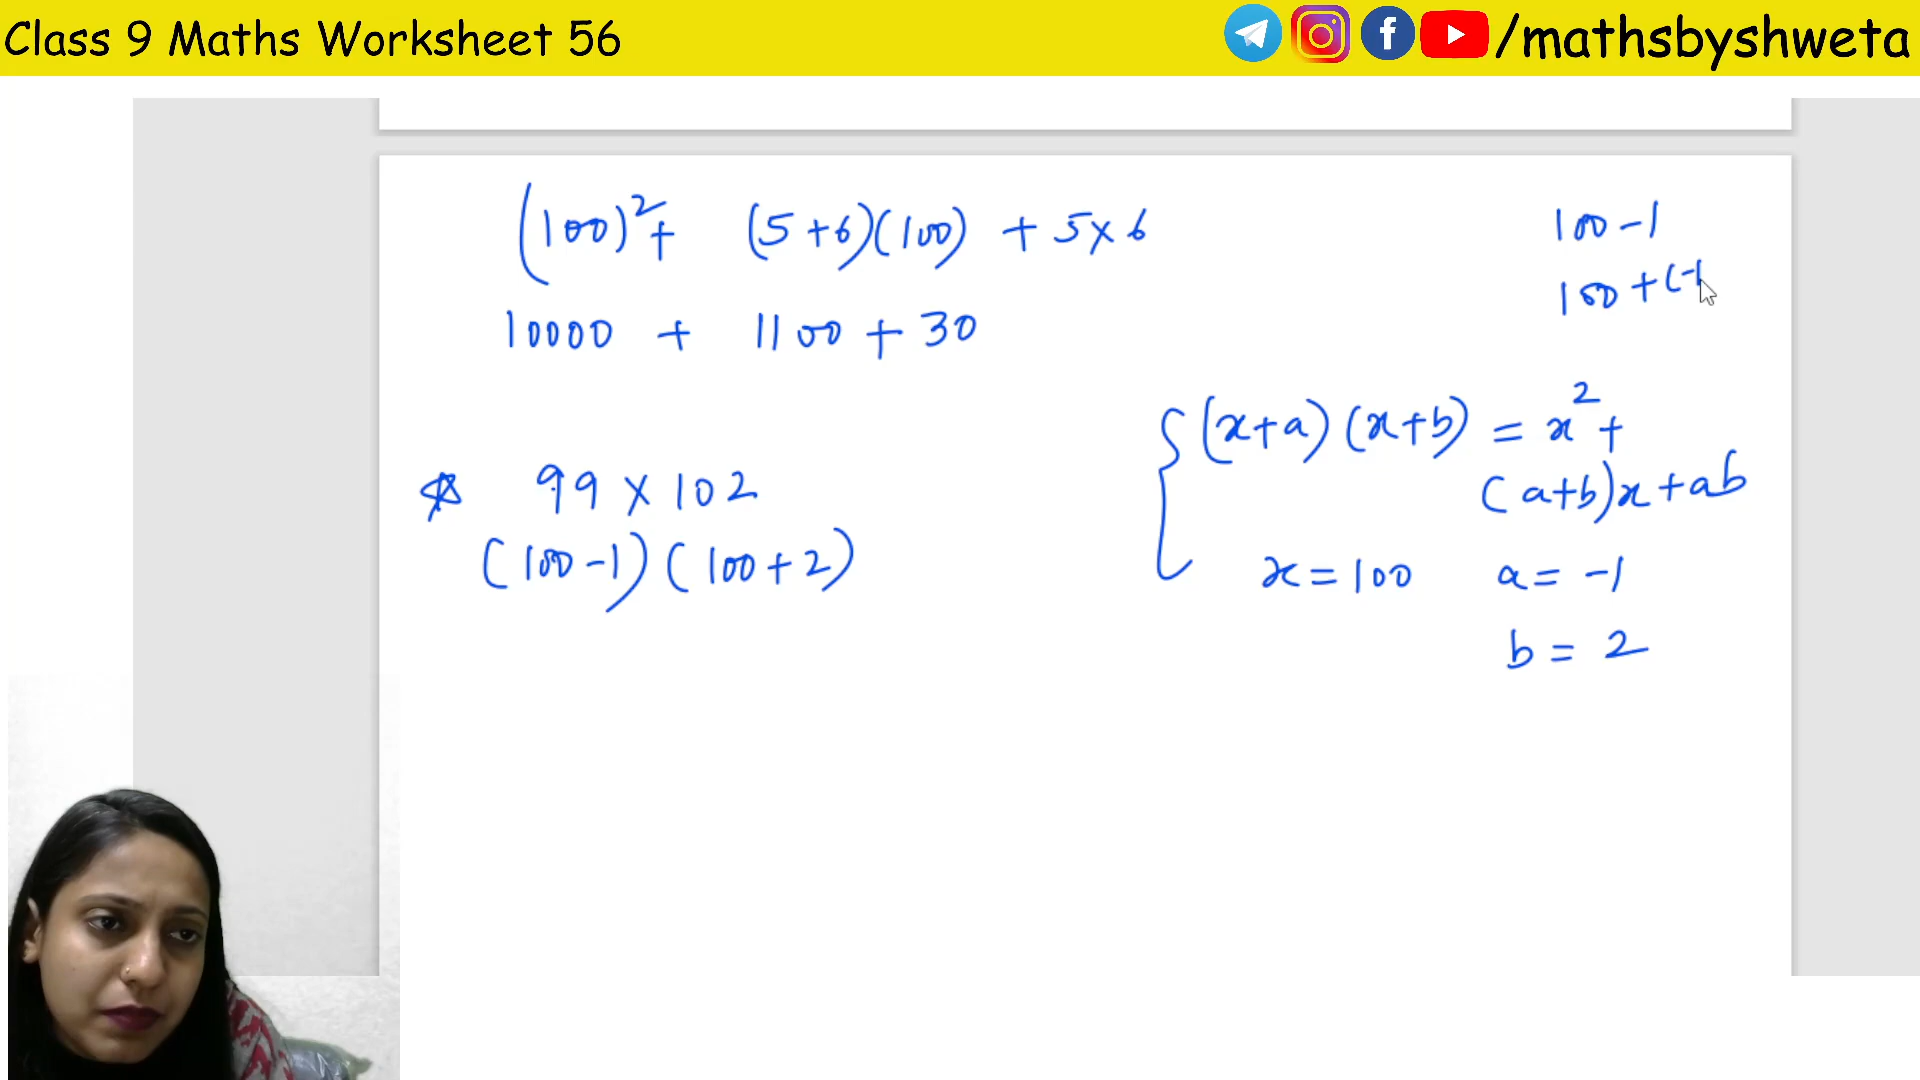 Class 9 Maths Worksheet 56
/mathsbyshweta
(100)² + (5+6)(100) + 5×6
10000 + 1100 + 30
100-1
100+(-1
99 × 102
(100-1) (100+2)
(x+a) (x+b) = x² +
(a+b)x+ab
x=100 a= -1
b= 2